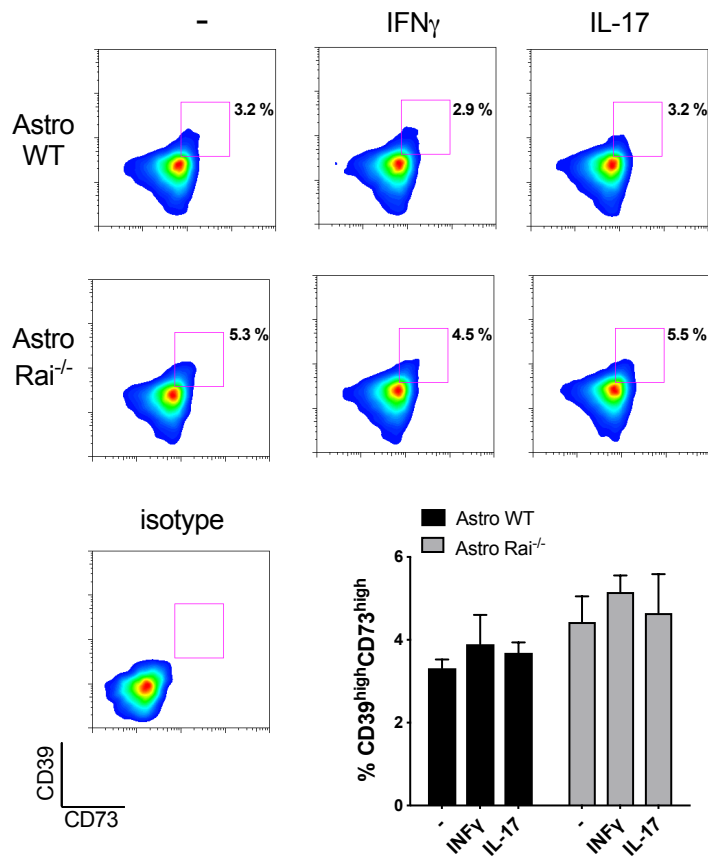 - IFNγ IL-17
Astro
WT
3.2 % 2.9 % 3.2 %
Astro
Rai-/-
5.3 % 4.5 % 5.5 %
isotype
CD39
CD73
Astro WT
Astro Rai-/-
% CD39highCD73high
6
4
2
0
- INFγ IL-17 - INFγ IL-17